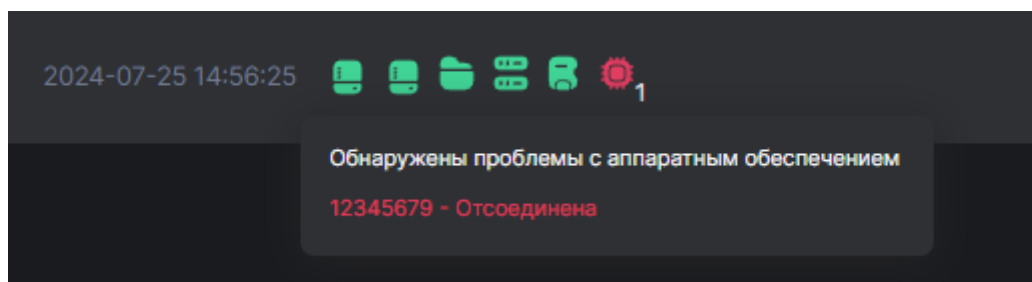 2024-07-25 14:56:25
1
Обнаружены проблемы с аппаратным обеспечением
12345679 - Отсоединена